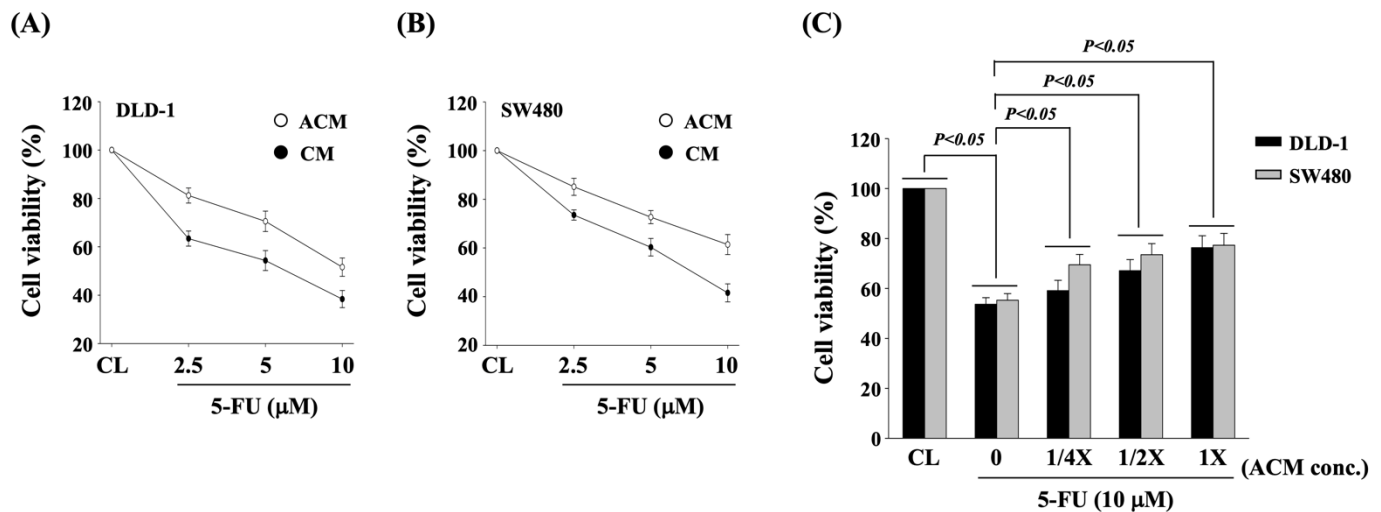 (A)
Cell viability (%)
120
100
80
60
40
20
DLD-1
ACM
CM
CL
2.5
5
10
5-FU (μM)
(B)
Cell viability (%)
120
100
80
60
40
20
SW480
ACM
CM
CL
2.5
5
10
5-FU (μM)
(C)
P<0.05
P<0.05
P<0.05
P<0.05
DLD-1
SW480
Cell viability (%)
120
100
80
60
40
20
0
CL
0
1/4X
1/2X
1X
(ACM conc.)
5-FU (10 μM)